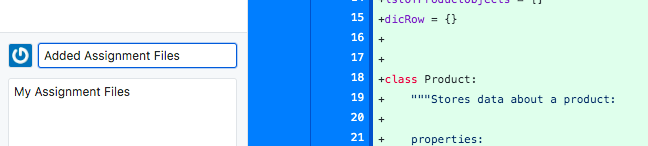 Added Assignment Files
My Assignment Files
15 +dicRow = {}
16 +
17 +
18 +class Product:
19 +    """Stores data about a product:
20 +
21 +    properties: